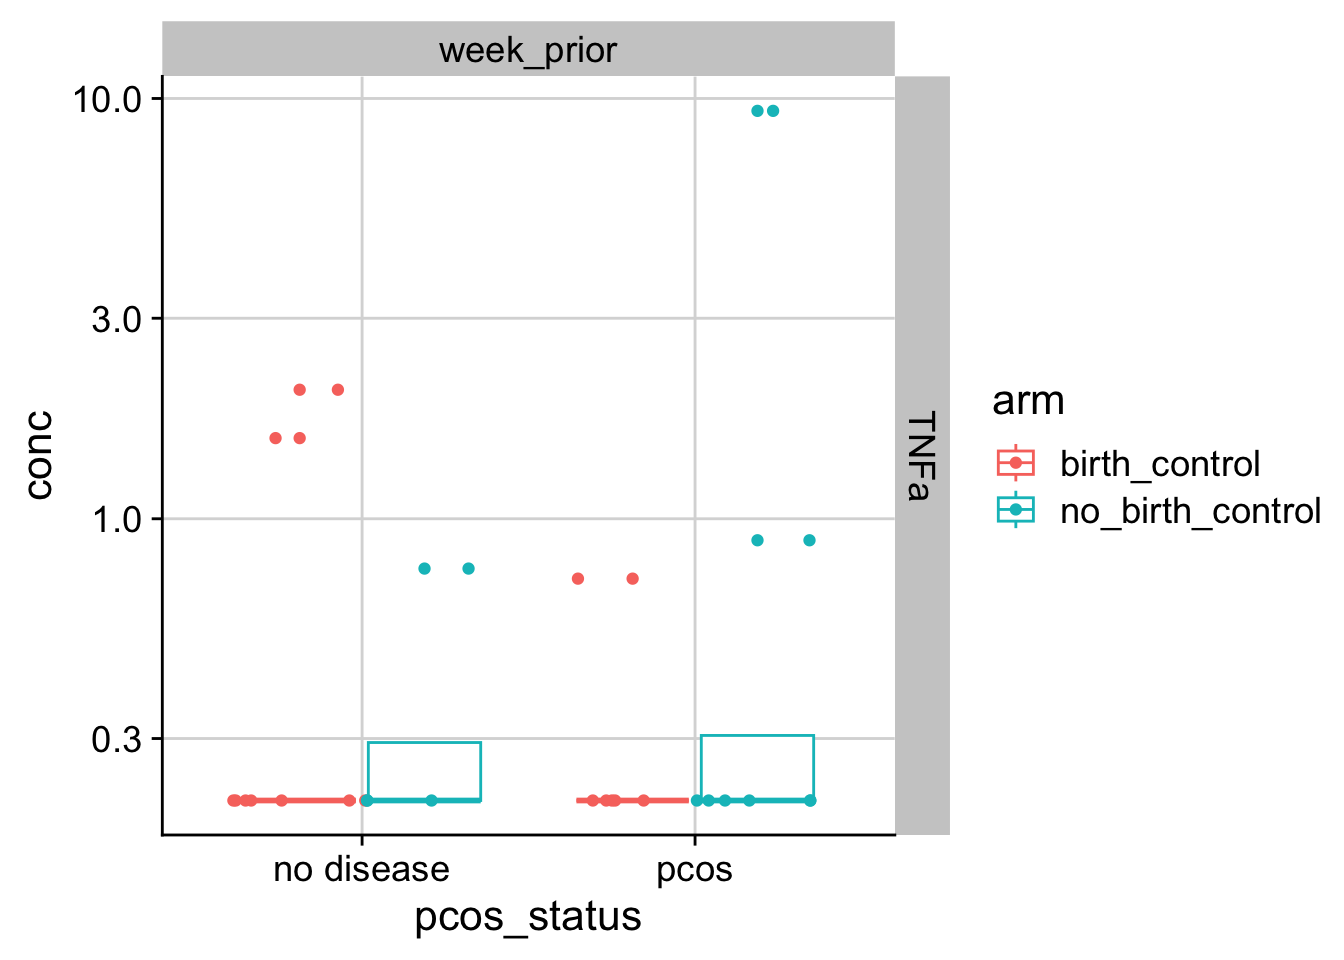 week_prior
10.0
3.0
1.0
0.3
conc
TNFa
no disease
pcos
pcos_status
arm
birth_control
no_birth_control